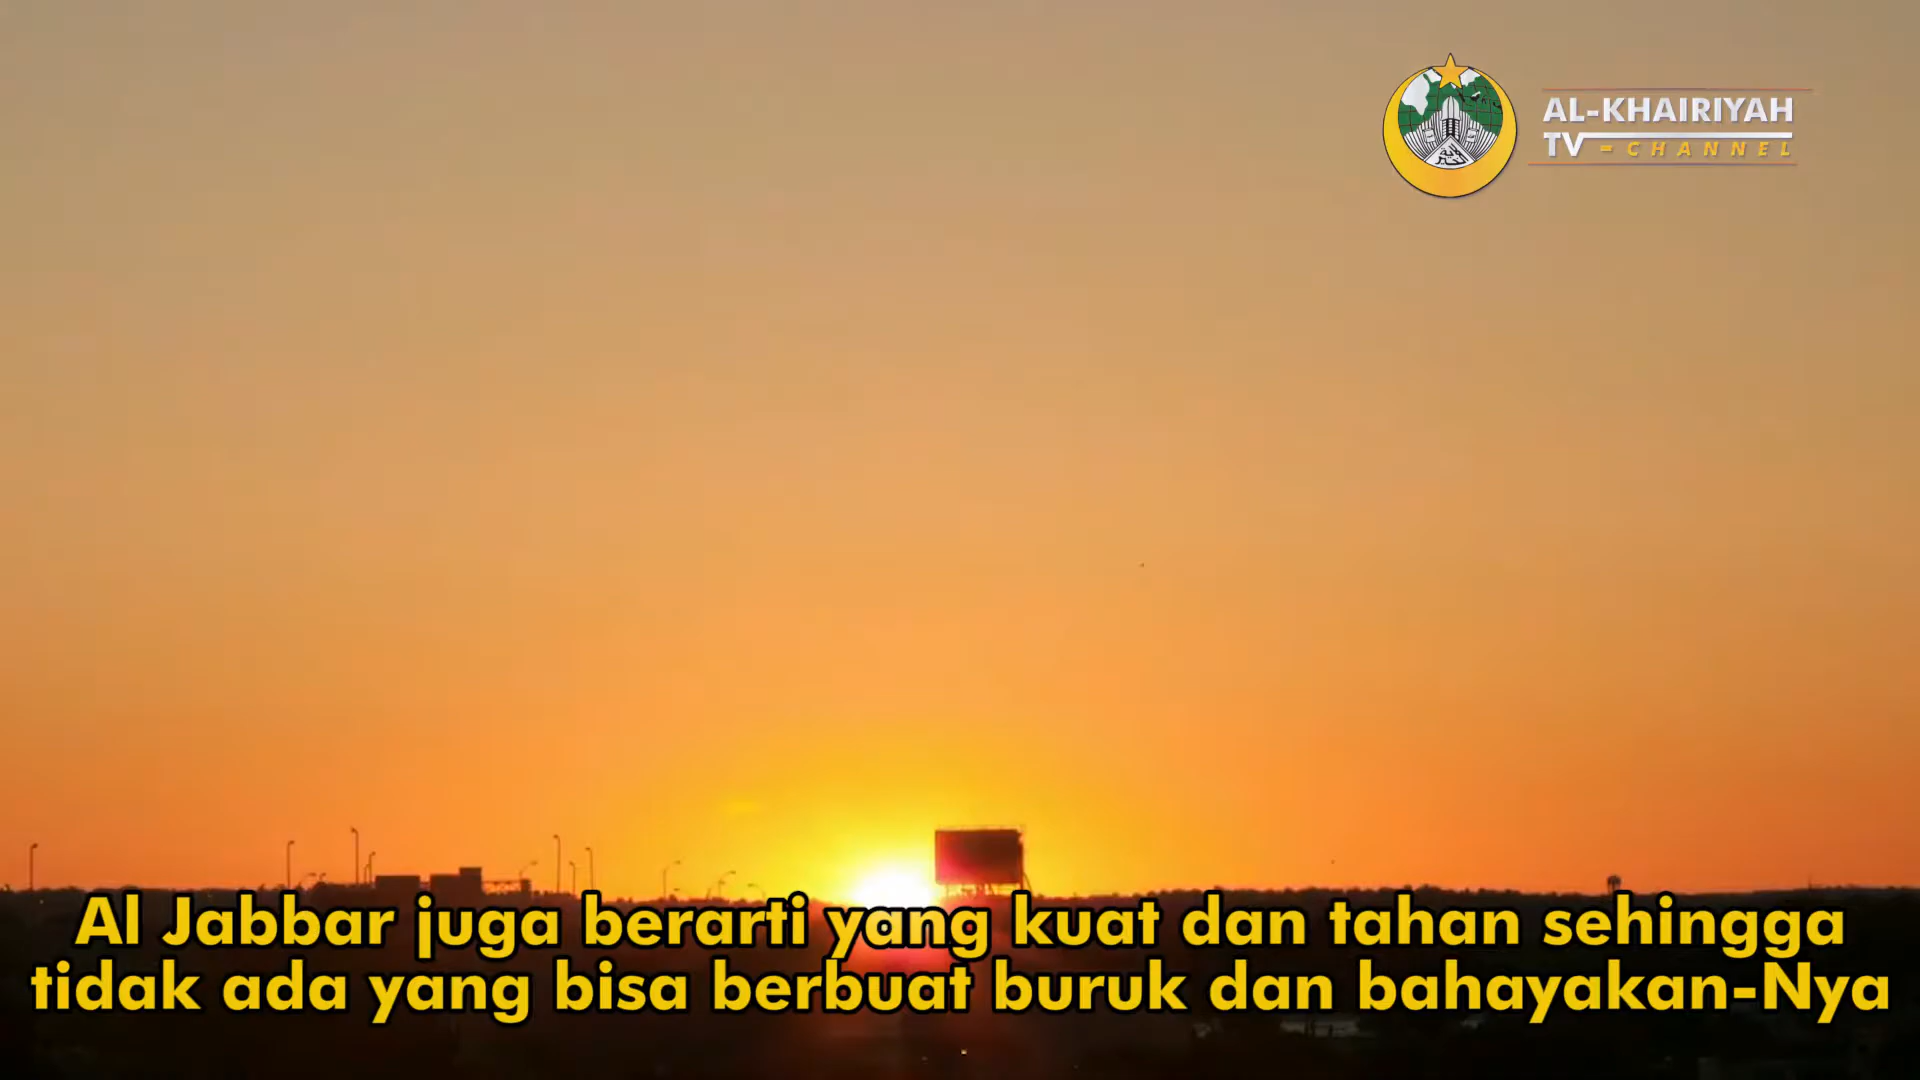 AL-KHAIRIYAH
TV - CHANNEL
Al Jabbar juga berarti yang kuat dan tahan sehingga
tidak ada yang bisa berbuat buruk dan bahayakan-Nya